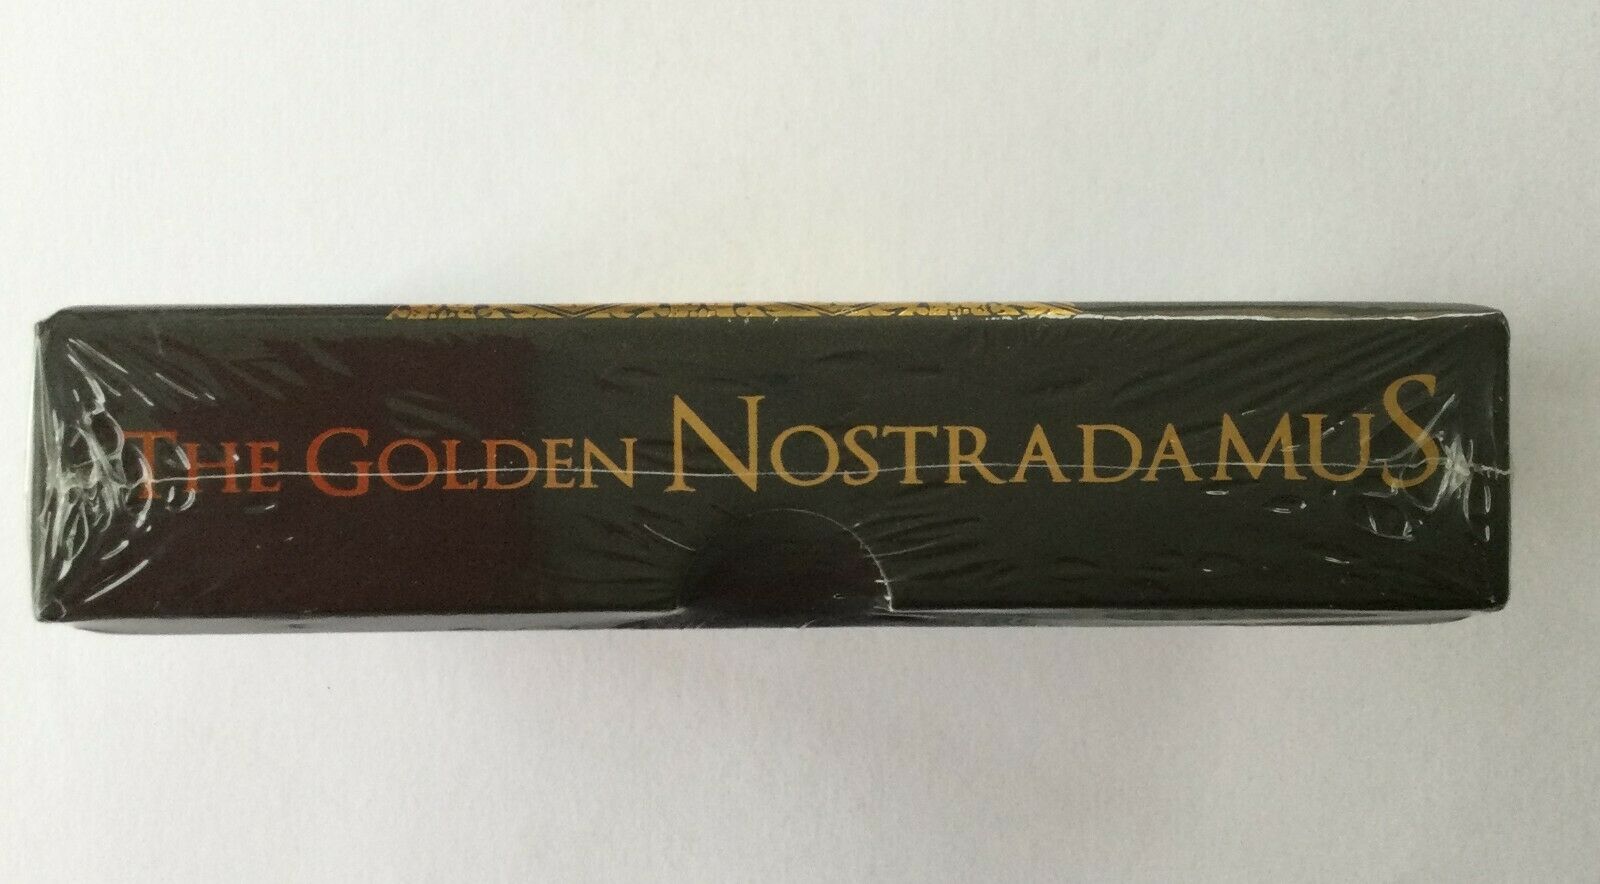 The Golden Nostradamus